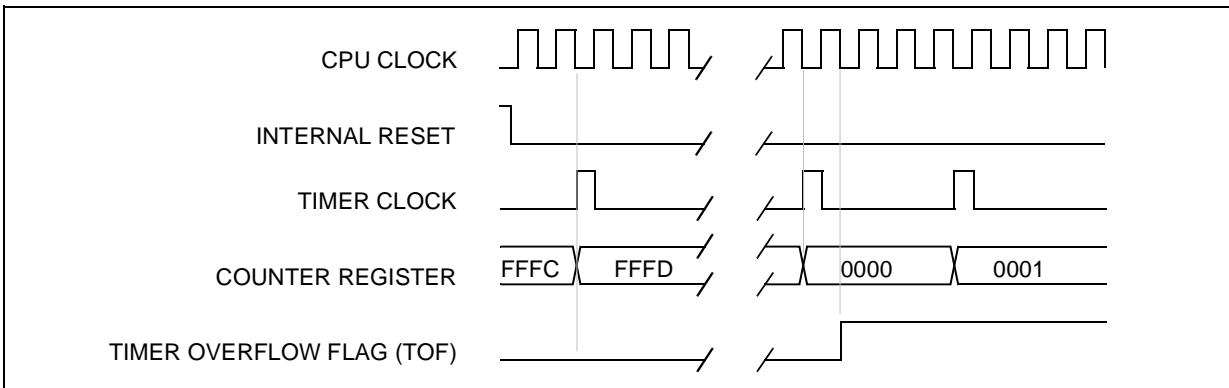 CPU CLOCK
INTERNAL RESET
TIMER CLOCK
COUNTER REGISTER FFFC FFFD 0000 0001
TIMER OVERFLOW FLAG (TOF)